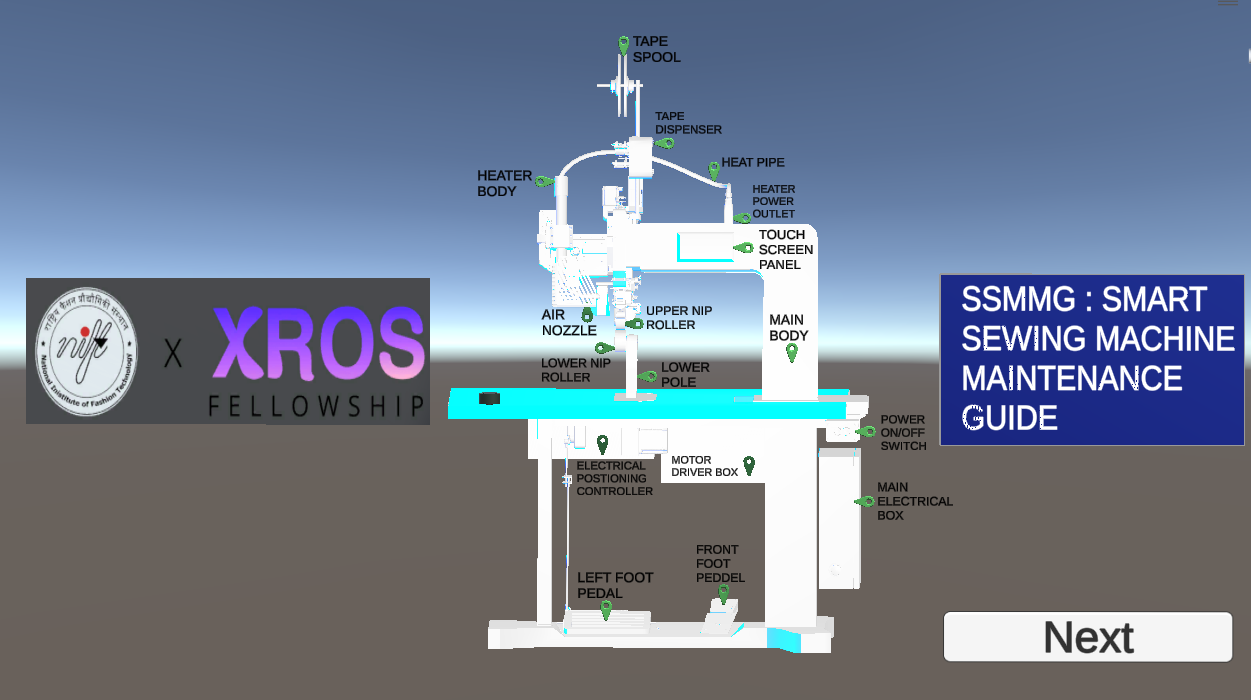 TAPE
SPOOL
TAPE
DISPENSER
HEAT PIPE
HEATER
BODY
HEATER
POWER
OUTLET
TOUCH
SCREEN
PANEL
AIR
NOZZLE
UPPER NIP
ROLLER
MAIN
BODY
LOWER NIP
ROLLER
LOWER
POLE
राष्ट्रीय फैशन प्रौद्योगिकी संस्थान
nift
National Institute of Fashion Technology
X
XROS
FELLOWSHIP
SSMMG : SMART
SEWING MACHINE
MAINTENANCE
GUIDE
POWER
ON/OFF
SWITCH
ELECTRICAL
POSTIONING
CONTROLLER
MOTOR
DRIVER BOX
MAIN
ELECTRICAL
BOX
FRONT
FOOT
PEDDEL
LEFT FOOT
PEDAL
Next